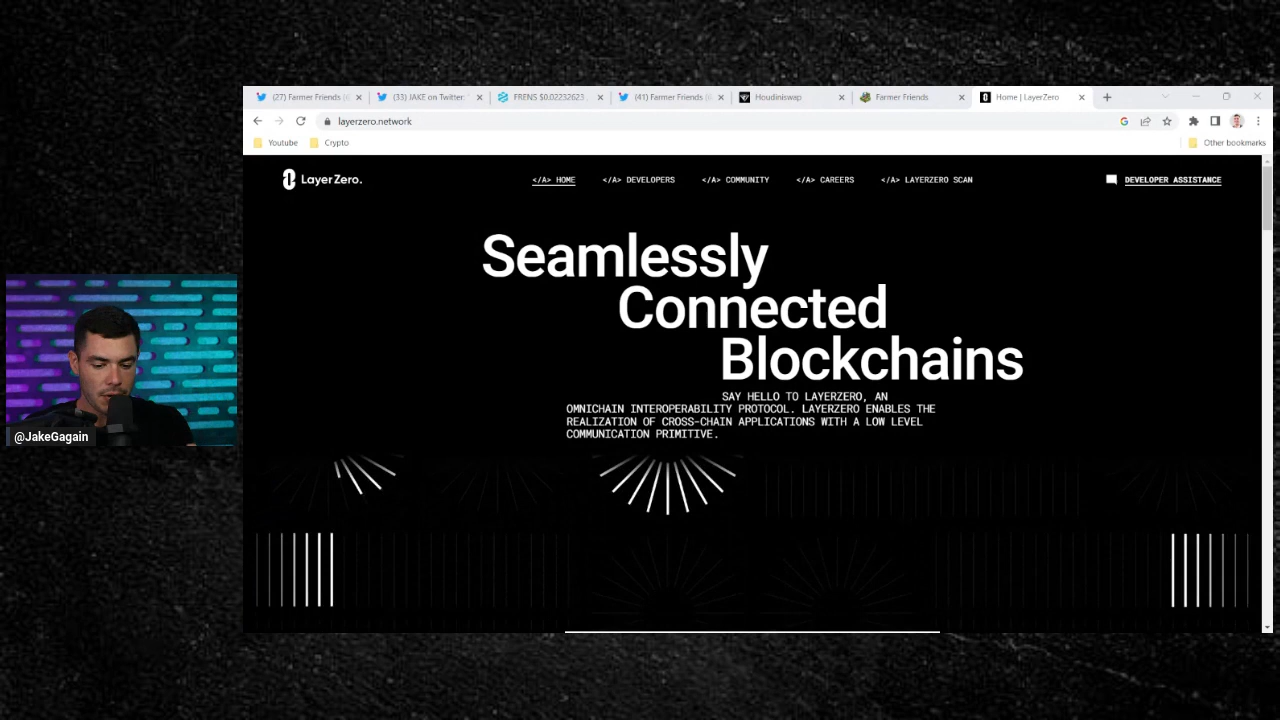 (27) Farmer Friends (
(33) JAKE on Twitter:
FRENS $0.02232623
(41) Farmer Friends (
Houdiniswap
Farmer Friends
Home | LayerZero
layerzero.network
Youtube
Crypto
Other bookmarks
LayerZero.
</A> HOME
</A> DEVELOPERS
</A> COMMUNITY
</A> CAREERS
</A> LAYERZERO SCAN
DEVELOPER ASSISTANCE
Seamlessly
Connected
Blockchains
SAY HELLO TO LAYERZERO, AN
OMNICHAIN INTEROPERABILITY PROTOCOL. LAYERZERO ENABLES THE
REALIZATION OF CROSS-CHAIN APPLICATIONS WITH A LOW LEVEL
COMMUNICATION PRIMITIVE.
@JakeGagain